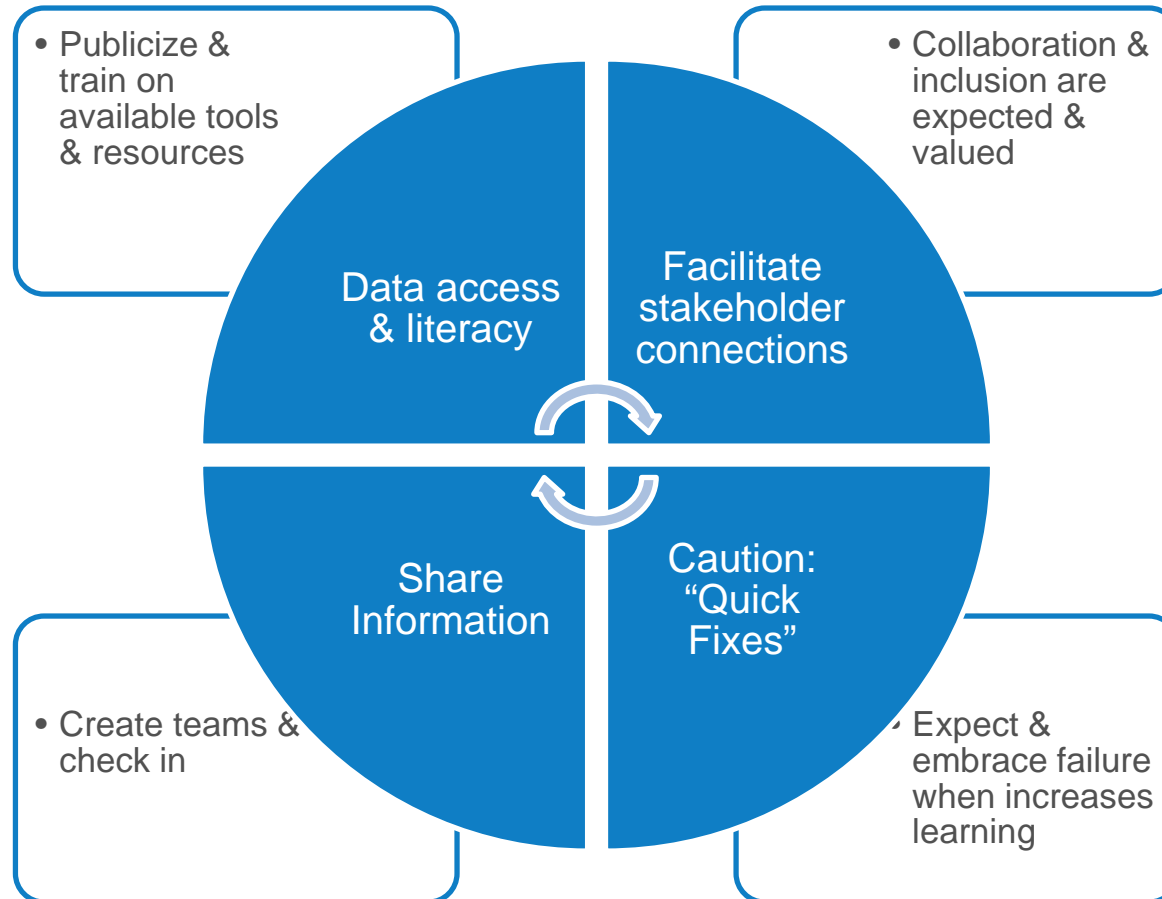 • Publicize &
train on
available tools
& resources
• Collaboration &
inclusion are
expected &
valued
Data access
& literacy
Facilitate
stakeholder
connections
Share
Information
Caution:
“Quick
Fixes”
• Create teams &
check in
• Expect &
embrace failure
when increases
learning